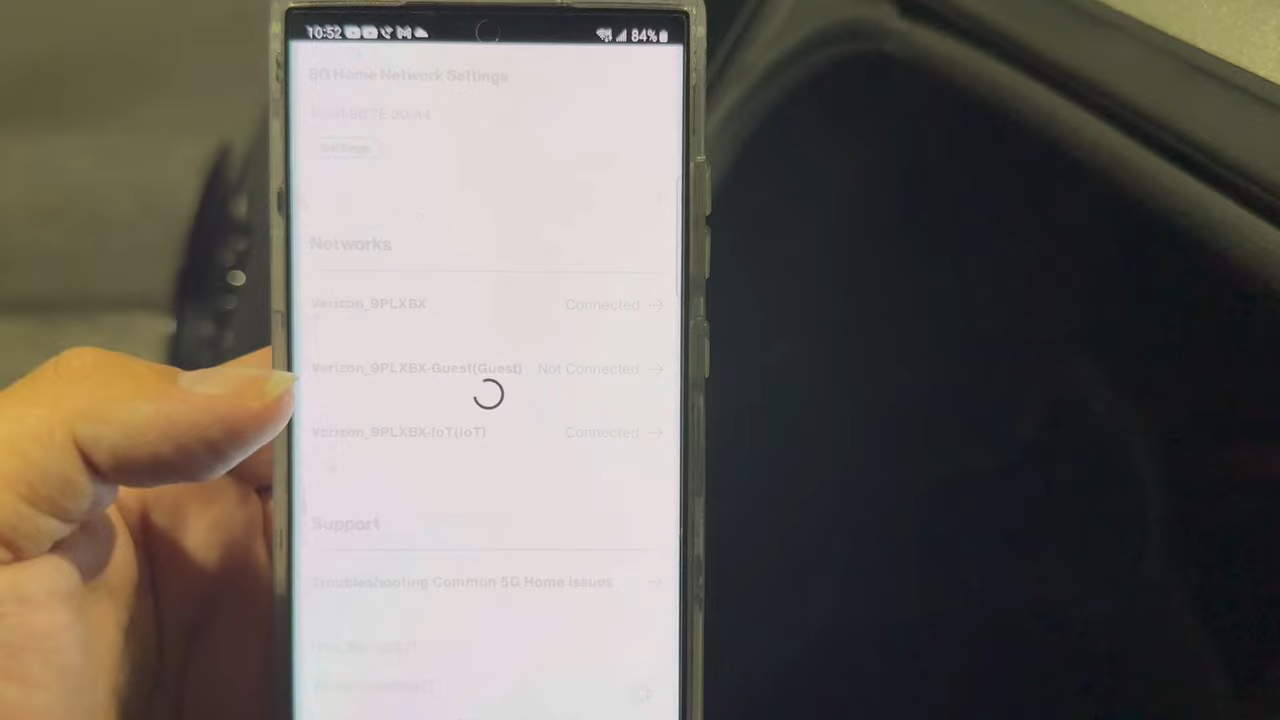 10:52 84%
5G Home Network Settings
Settings
Networks
Verizon_9PLXBX Connected →
Verizon_9PLXBX-Guest(Guest) Not Connected →
Verizon_9PLXBX-IoT(IoT) Connected →
Support
Troubleshooting Common 5G Home issues →